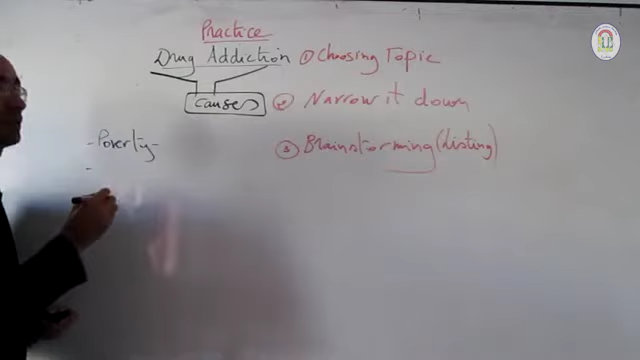 Practice
Drug Addiction ① Choosing Topic
Causes ② Narrow it down
③ Brainstorming (Listing)
- Poverty -
-